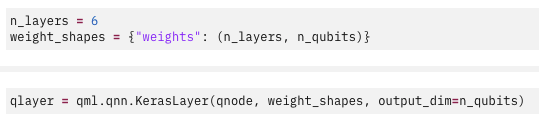 n_layers = 6
weight_shapes = {"weights": (n_layers, n_qubits)}
qlayer = qml.qnn.KerasLayer(qnode, weight_shapes, output_dim=n_qubits)